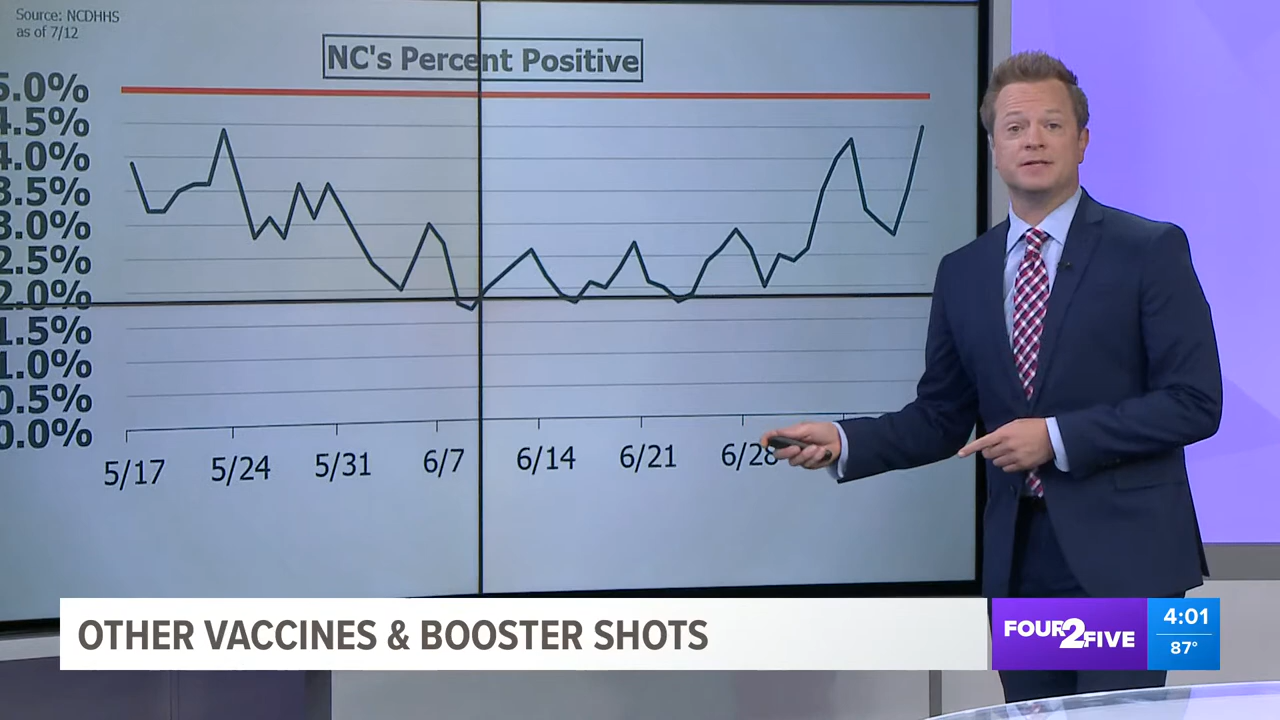 Source: NCDHHS
as of 7/12
NC's Percent Positive
5.0%
4.5%
4.0%
3.5%
3.0%
2.5%
2.0%
1.5%
1.0%
0.5%
0.0%
5/17 5/24 5/31 6/7 6/14 6/21 6/28
OTHER VACCINES & BOOSTER SHOTS
FOUR2FIVE
4:01
87°